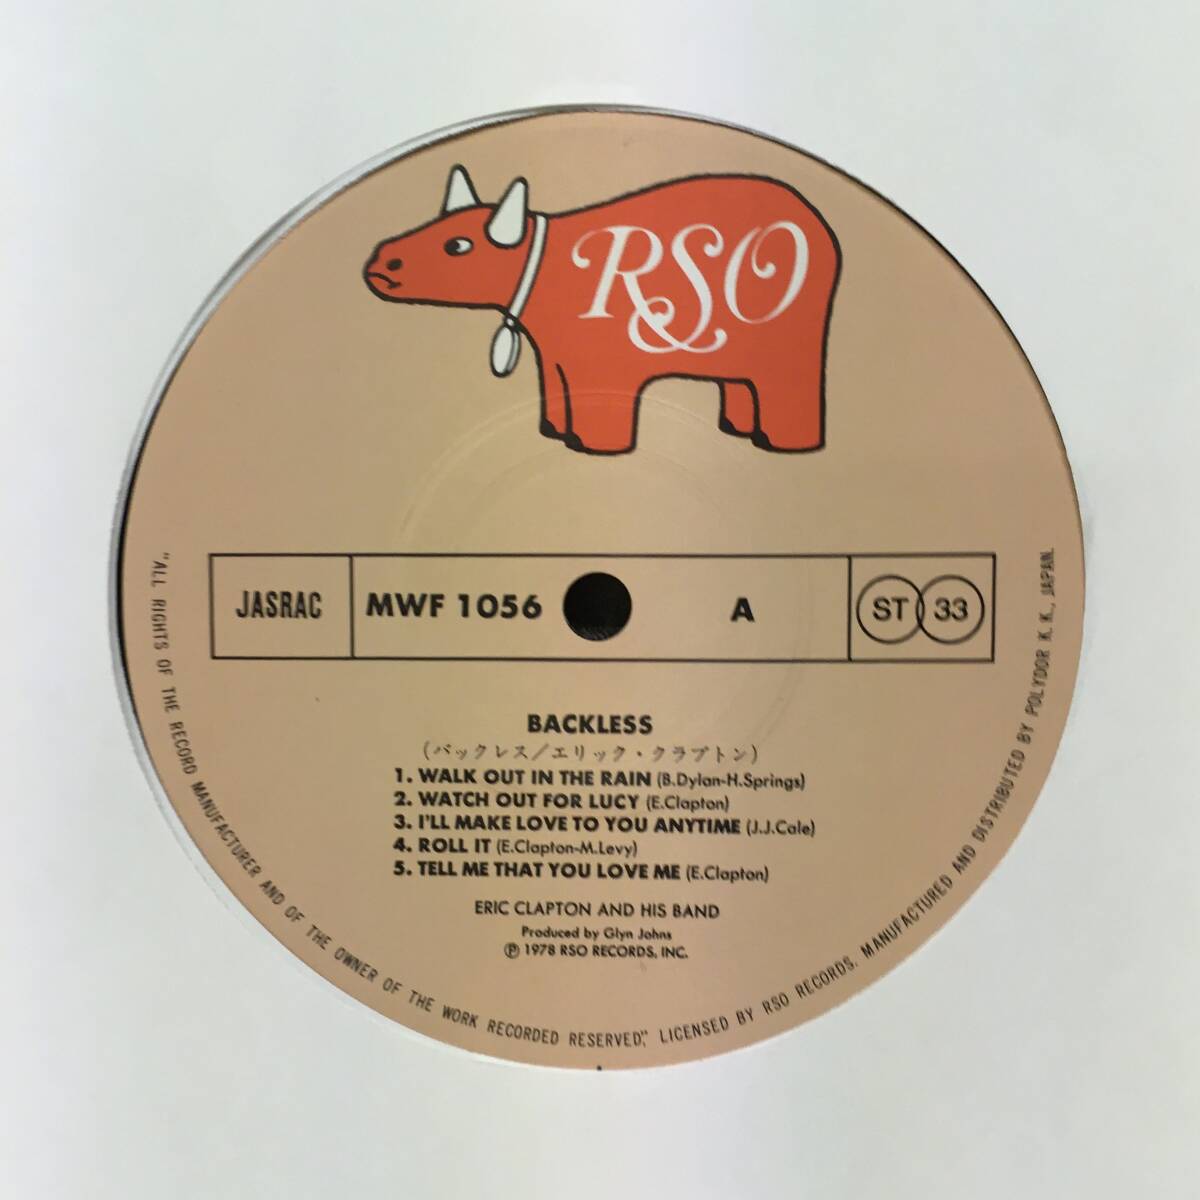 RSO
JASRAC
MWF 1056
A
ST 33
BACKLESS
(バックレス/エリック・クラプトン)
1. WALK OUT IN THE RAIN (B.Dylan-H.Springs)
2. WATCH OUT FOR LUCY (E.Clapton)
3. I'LL MAKE LOVE TO YOU ANYTIME (J.J.Cale)
4. ROLL IT (E.Clapton-M.Levy)
5. TELL ME THAT YOU LOVE ME (E.Clapton)
ERIC CLAPTON AND HIS BAND
Produced by Glyn Johns
℗ 1978 RSO RECORDS, INC.
"ALL RIGHTS OF THE RECORD MANUFACTURER AND OF THE OWNER OF THE WORK RECORDED RESERVED," LICENSED BY RSO RECORDS. MANUFACTURED AND DISTRIBUTED BY POLYDOR K. K., JAPAN.